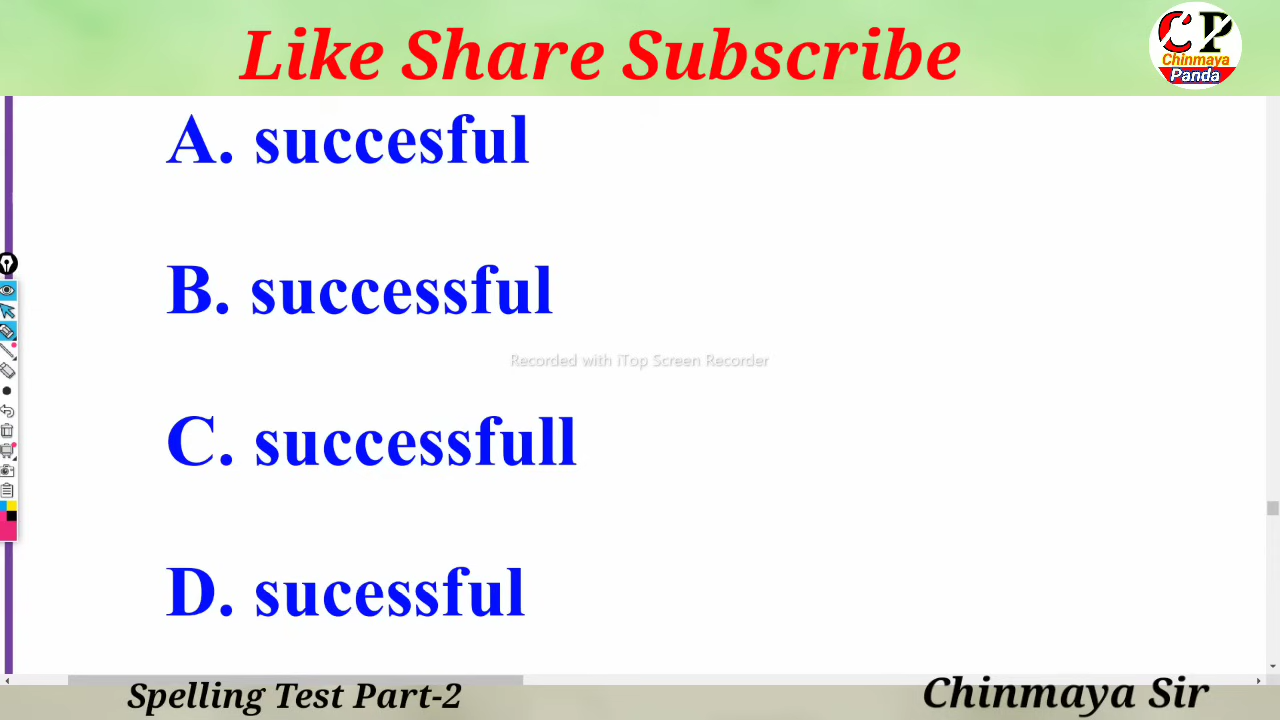 Like Share Subscribe
CP
Chinmaya
Panda
A. succesful
B. successful
Recorded with iTop Screen Recorder
C. successfull
D. sucessful
Spelling Test Part-2
Chinmaya Sir